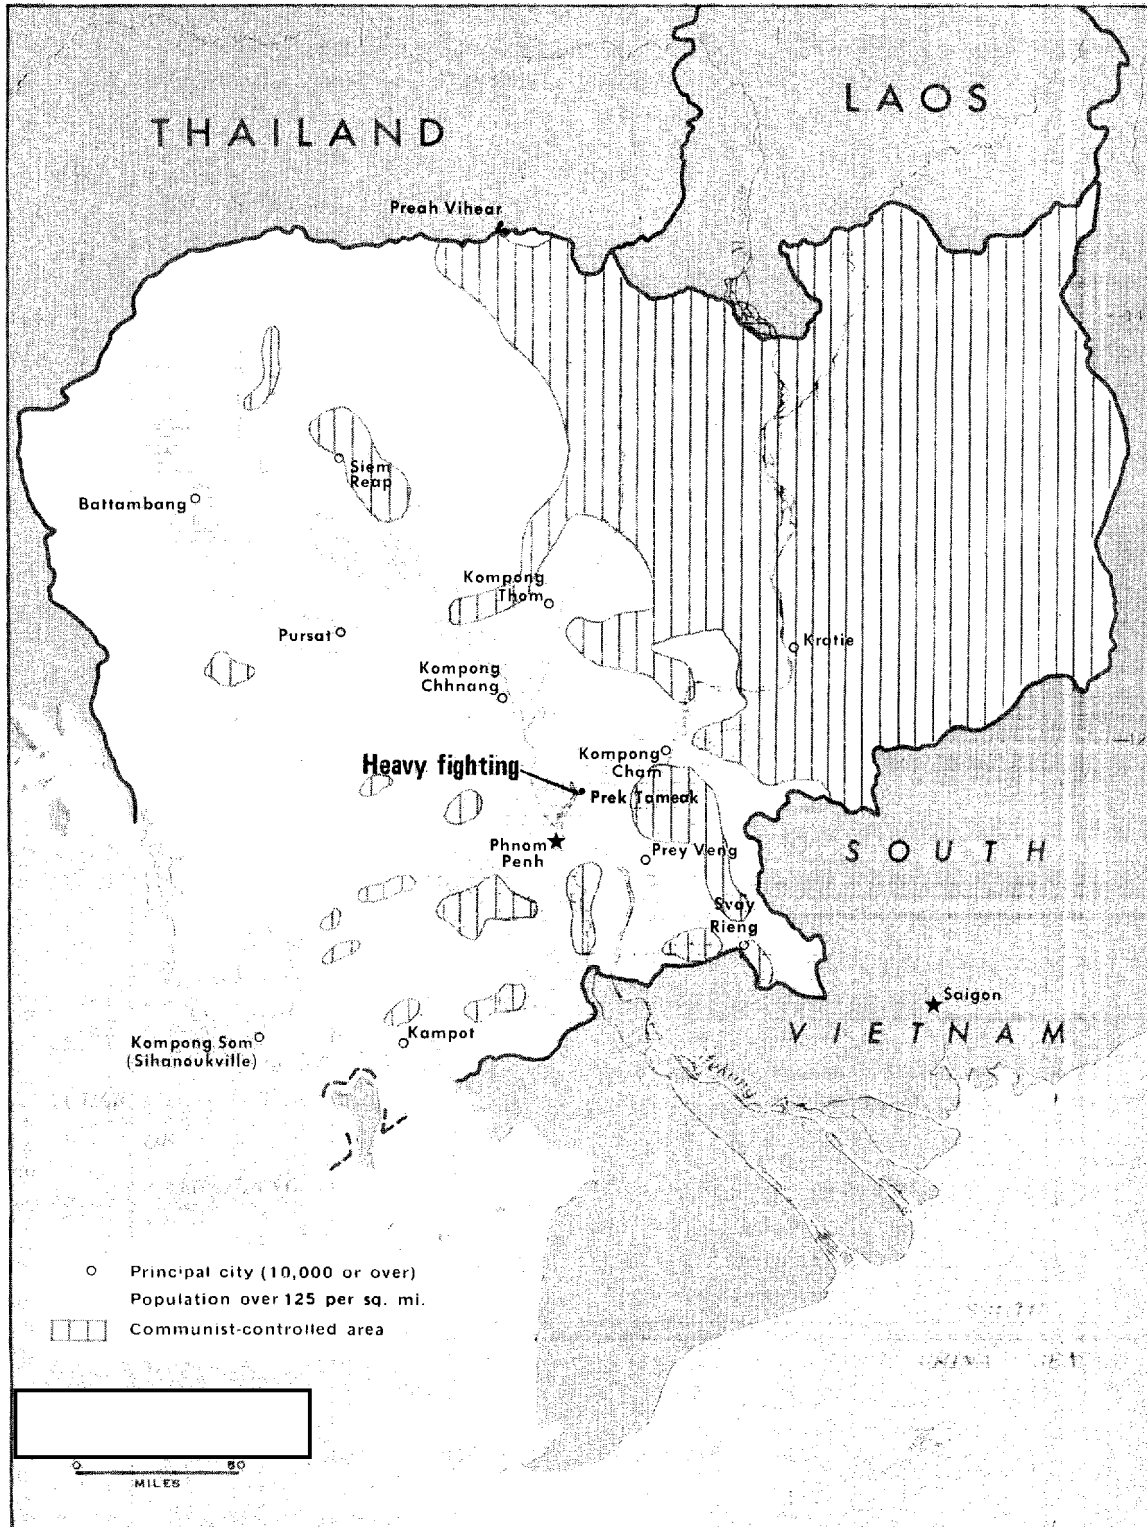 THAILAND
LAOS
Preah Vihear
Siem
Reap
Battambang
Kompong
Thom
Pursat
Kratie
Kompong
Chhnang
Kompong
Cham
Heavy fighting
Prek Tameak
Phnom
Penh
Prey Veng
SOUTH
Svay
Rieng
Saigon
VIETNAM
Kompong Som
(Sihanoukville)
Kampot
Mekong
Principal city (10,000 or over)
Population over 125 per sq. mi.
Communist-controlled area
0 50
MILES